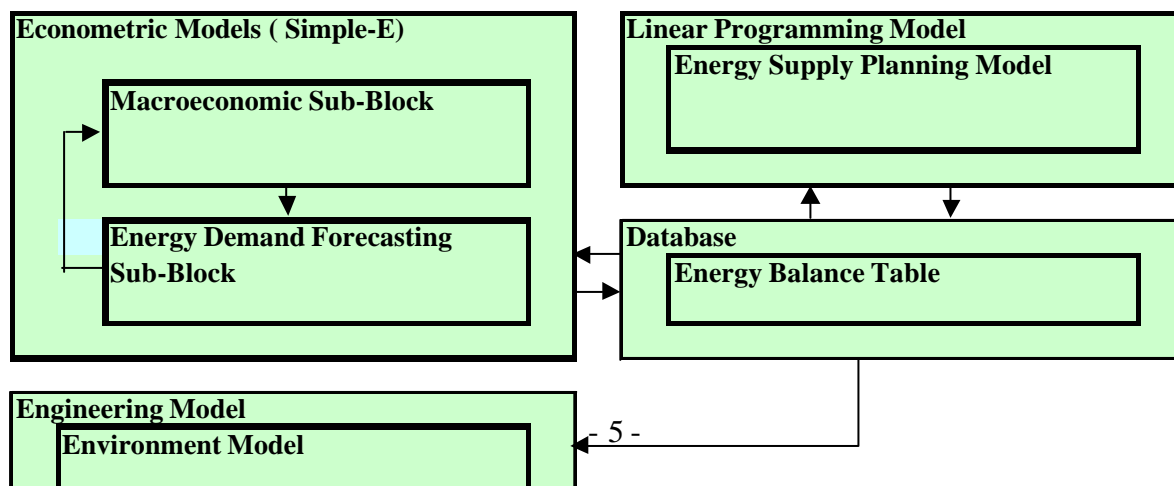 Econometric Models ( Simple-E)
Macroeconomic Sub-Block
Energy Demand Forecasting
Sub-Block
Linear Programming Model
Energy Supply Planning Model
Database
Energy Balance Table
Engineering Model
Environment Model
- 5 -